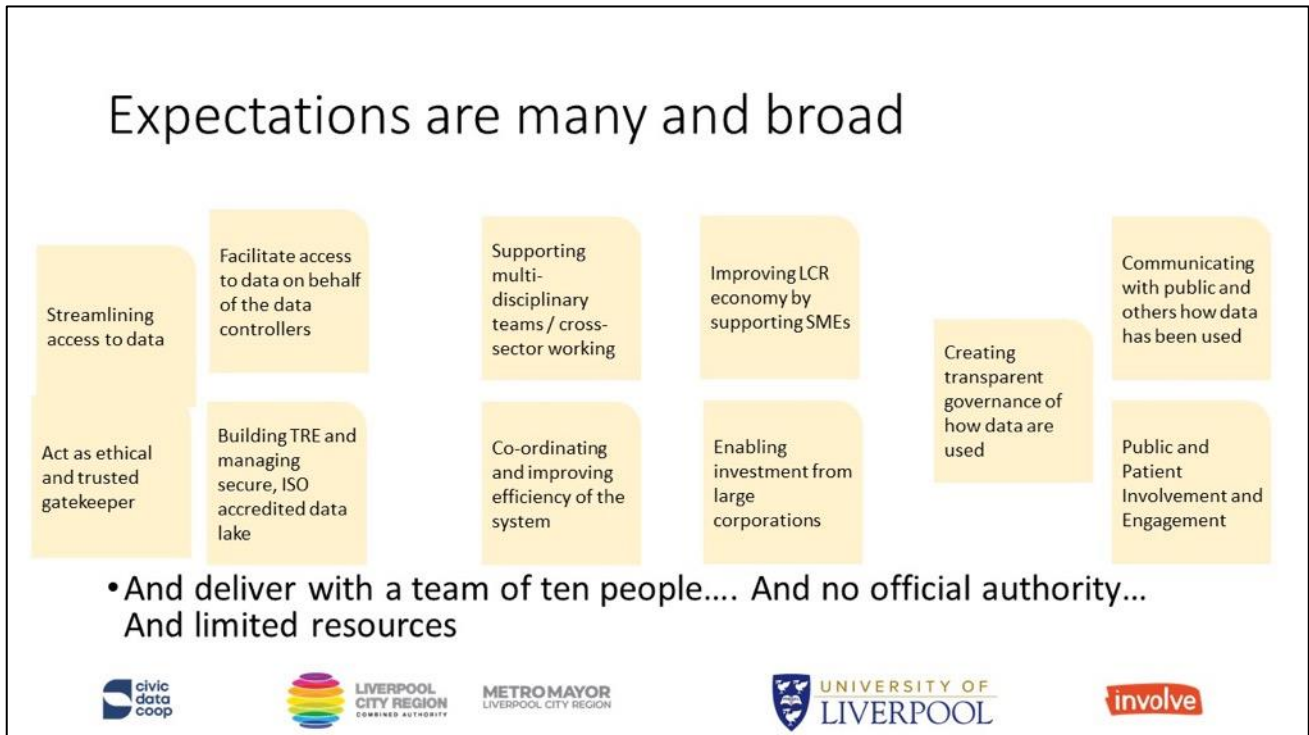 Expectations are many and broad
Streamlining
access to data
Act as ethical
and trusted
gatekeeper
Facilitate access
to data on behalf
of the data
controllers
Building TRE and
managing
secure, ISO
accredited data
lake
Supporting
multi-
disciplinary
teams / cross-
sector working
Co-ordinating
and improving
efficiency of the
system
Improving LCR
economy by
supporting SMEs
Enabling
investment from
large
corporations
Creating
transparent
governance of
how data are
used
Communicating
with public and
others how data
has been used
Public and
Patient
Involvement and
Engagement
•And deliver with a team of ten people…. And no official authority…
And limited resources
civic
data
coop
LIVERPOOL
CITY REGION
COMBINED AUTHORITY
METRO MAYOR
LIVERPOOL CITY REGION
UNIVERSITY OF
LIVERPOOL
involve